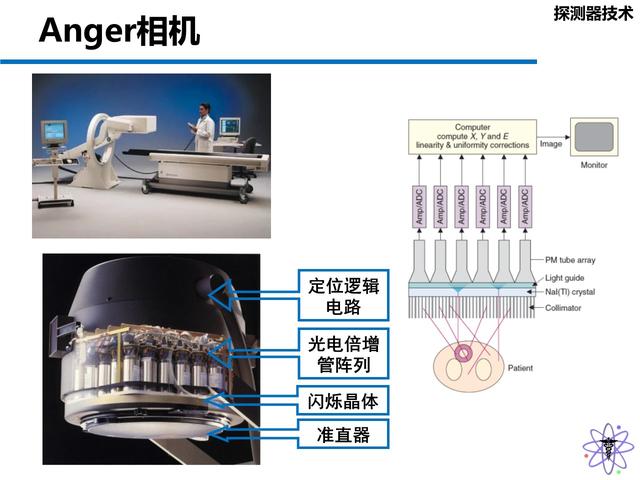 Anger相机
探测器技术
Computer
compute X, Y and E
linearity & uniformity corrections
Image
Monitor
Amp/ADC
Amp/ADC
Amp/ADC
Amp/ADC
Amp/ADC
Amp/ADC
PM tube array
Light guide
NaI(Tl) crystal
Collimator
Patient
定位逻辑
电路
光电倍增
管阵列
闪烁晶体
准直器